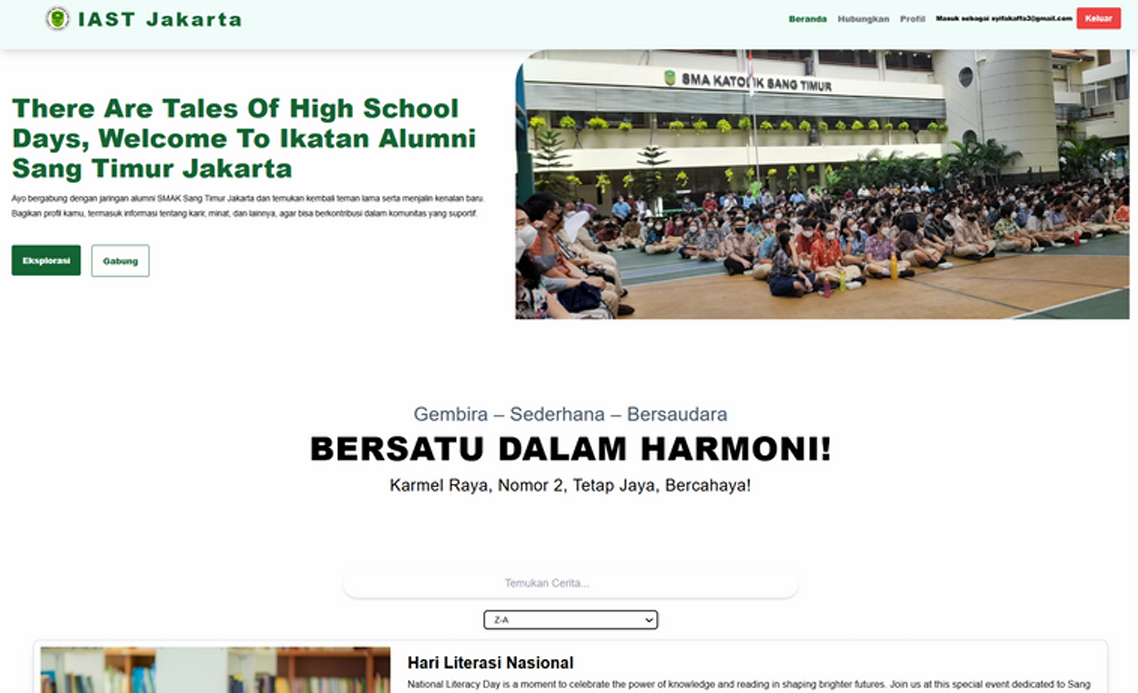 IAST Jakarta
Beranda Hubungkan Profil Masuk sebagai syifakaffa3@gmail.com Keluar
SMA KATOLIK SANG TIMUR
There Are Tales Of High School
Days, Welcome To Ikatan Alumni
Sang Timur Jakarta
Ayo bergabung dengan jaringan alumni SMAK Sang Timur Jakarta dan temukan kembali teman lama serta menjalin kenalan baru.
Bagikan profil kamu, termasuk informasi tentang karir, minat, dan lainnya, agar bisa berkontribusi dalam komunitas yang suportif.
Eksplorasi Gabung
Gembira – Sederhana – Bersaudara
BERSATU DALAM HARMONI!
Karmel Raya, Nomor 2, Tetap Jaya, Bercahaya!
Temukan Cerita...
Z-A
Hari Literasi Nasional
National Literacy Day is a moment to celebrate the power of knowledge and reading in shaping brighter futures. Join us at this special event dedicated to Sang